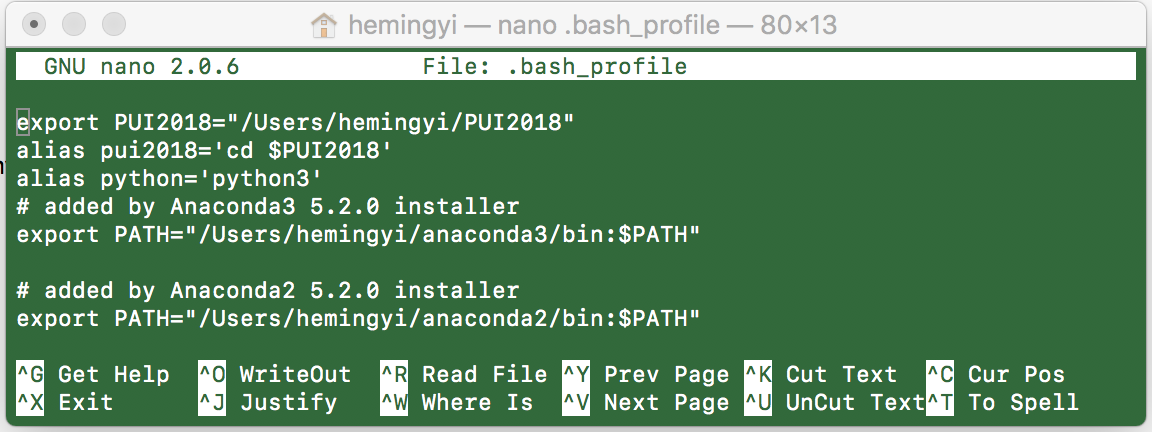 hemingyi — nano .bash_profile — 80×13
GNU nano 2.0.6 File: .bash_profile
export PUI2018="/Users/hemingyi/PUI2018"
alias pui2018='cd $PUI2018'
alias python='python3'
# added by Anaconda3 5.2.0 installer
export PATH="/Users/hemingyi/anaconda3/bin:$PATH"
# added by Anaconda2 5.2.0 installer
export PATH="/Users/hemingyi/anaconda2/bin:$PATH"
^G Get Help ^O WriteOut ^R Read File ^Y Prev Page ^K Cut Text ^C Cur Pos
^X Exit ^J Justify ^W Where Is ^V Next Page ^U UnCut Text ^T To Spell